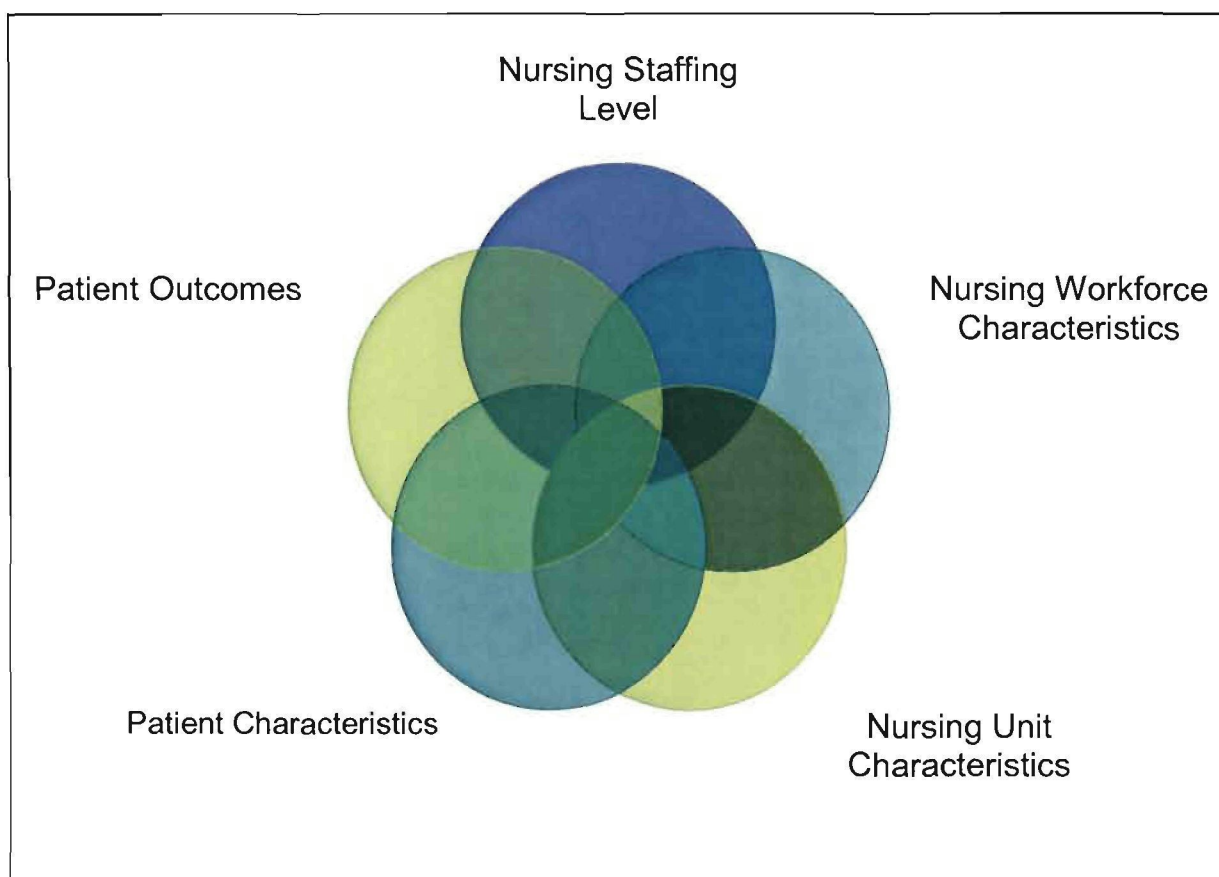 Nursing Staffing
Level
Patient Outcomes
Nursing Workforce
Characteristics
Patient Characteristics
Nursing Unit
Characteristics